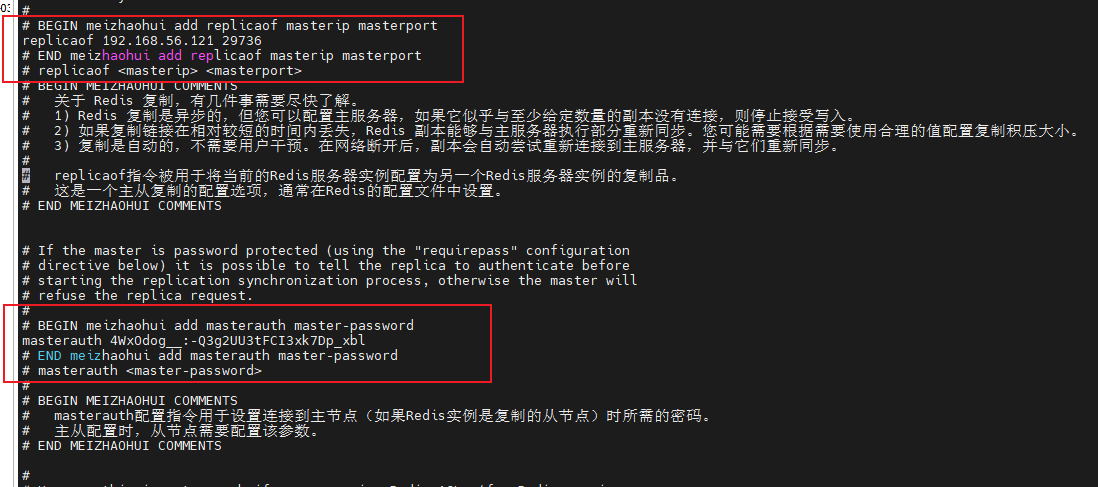 03
#
# BEGIN meizhaohui add replicaof masterip masterport
replicaof 192.168.56.121 29736
# END meizhaohui add replicaof masterip masterport
# replicaof <masterip> <masterport>
# BEGIN MEIZHAOHUI COMMENTS
#   关于 Redis 复制，有几件事需要尽快了解。
#   1) Redis 复制是异步的，但您可以配置主服务器，如果它似乎与至少给定数量的副本没有连接，则停止接受写入。
#   2) 如果复制链接在相对较短的时间内丢失，Redis 副本能够与主服务器执行部分重新同步。您可能需要根据需要使用合理的值配置复制积压大小。
#   3) 复制是自动的，不需要用户干预。在网络断开后，副本会自动尝试重新连接到主服务器，并与它们重新同步。
#
#   replicaof指令被用于将当前的Redis服务器实例配置为另一个Redis服务器实例的复制品。
#   这是一个主从复制的配置选项，通常在Redis的配置文件中设置。
# END MEIZHAOHUI COMMENTS
# If the master is password protected (using the "requirepass" configuration
# directive below) it is possible to tell the replica to authenticate before
# starting the replication synchronization process, otherwise the master will
# refuse the replica request.
#
# BEGIN meizhaohui add masterauth master-password
masterauth 4WxOdog__:-Q3g2UU3tFCI3xk7Dp_xbl
# END meizhaohui add masterauth master-password
# masterauth <master-password>
#
# BEGIN MEIZHAOHUI COMMENTS
#   masterauth配置指令用于设置连接到主节点（如果Redis实例是复制的从节点）时所需的密码。
#   主从配置时，从节点需要配置该参数。
# END MEIZHAOHUI COMMENTS
#